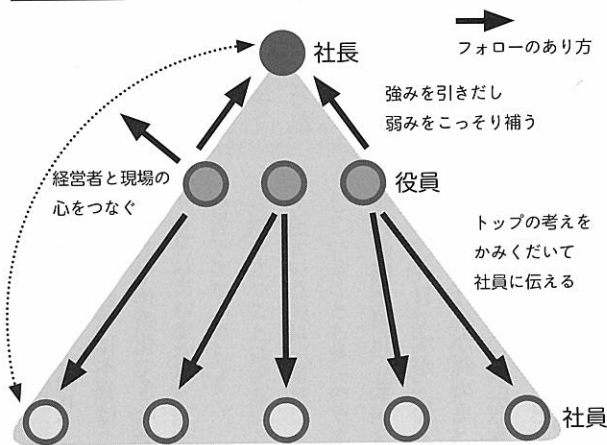 社長
フォローのあり方
強みを引きだし
弱みをこっそり補う
経営者と現場の
心をつなぐ
役員
トップの考えを
かみくだいて
社員に伝える
社員